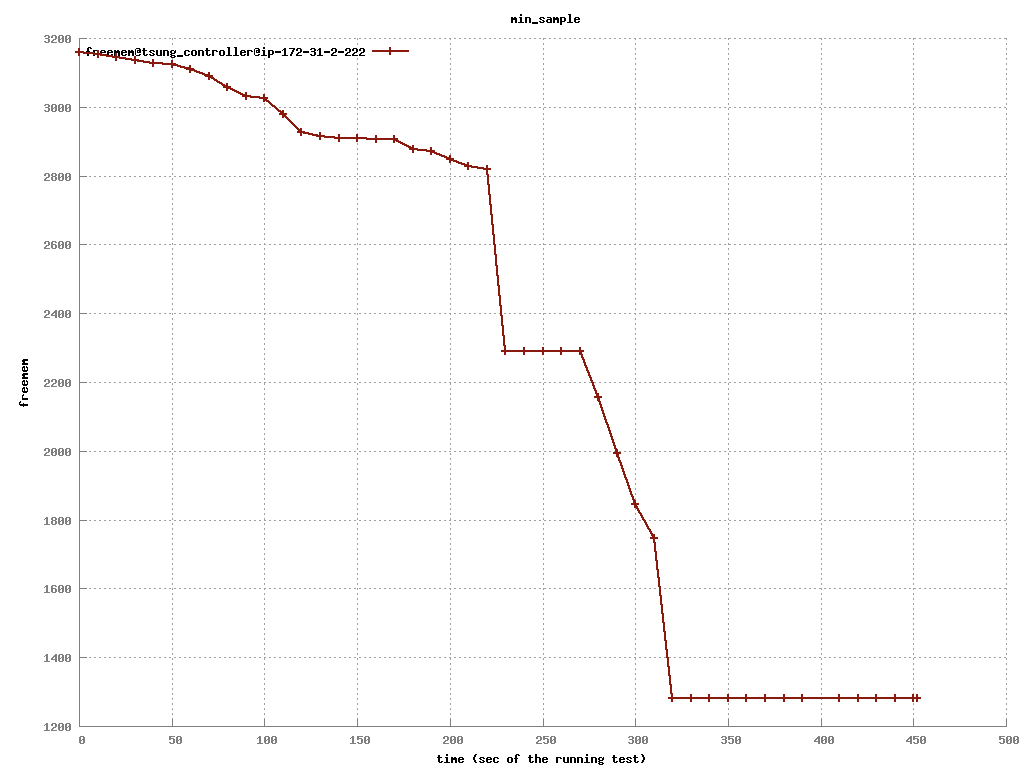 min_sample
3200
freemem@tsung_controller@ip-172-31-2-222
3000
2800
2600
2400
freemem
2200
2000
1800
1600
1400
1200
0 50 100 150 200 250 300 350 400 450 500
time (sec of the running test)